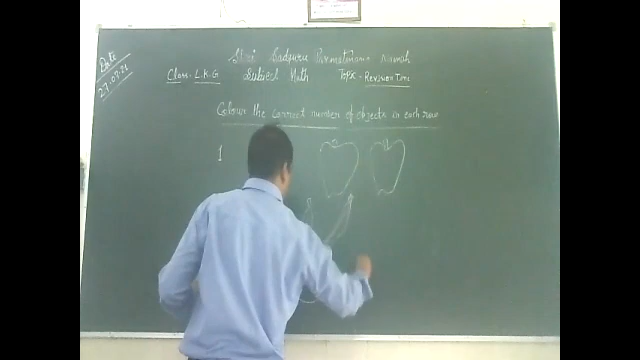 Date
27.07.21
Shri Sadguru Parmatmane Namah
Class - L.K.G Subject Math Topic - Revision Time
Colour the correct number of objects in each row
1